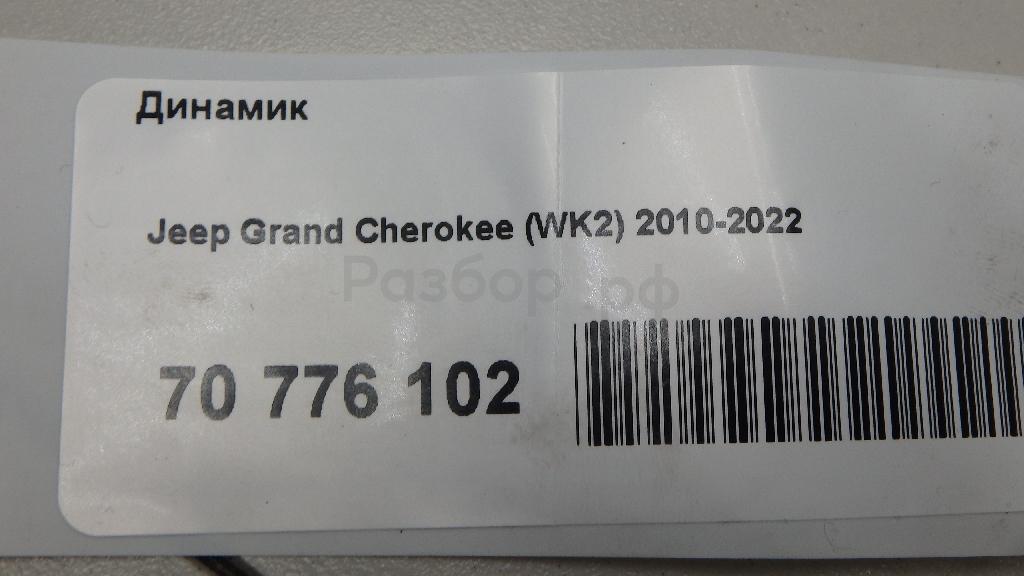 Динамик
Jeep Grand Cherokee (WK2) 2010-2022
Разбор.рф
70 776 102